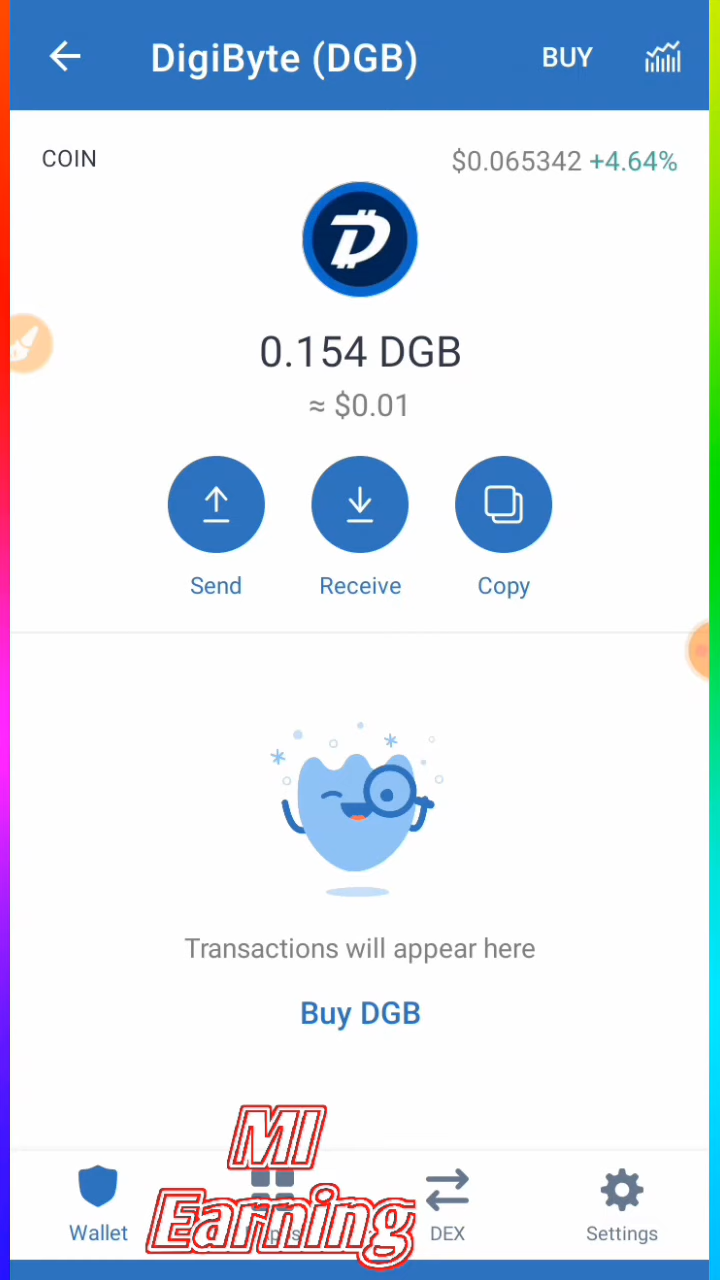 DigiByte (DGB) BUY
COIN $0.065342 +4.64%
0.154 DGB
≈ $0.01
Send Receive Copy
Transactions will appear here
Buy DGB
MI
Earning
Wallet DEX Settings